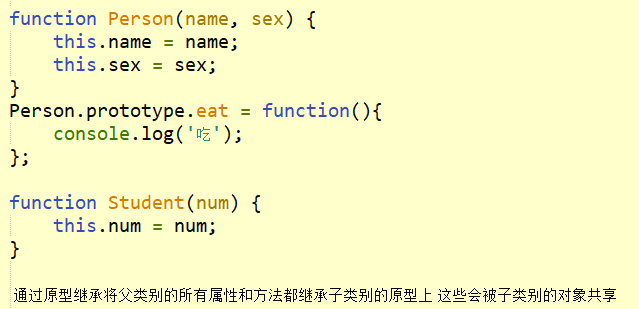 function Person(name, sex) {
    this.name = name;
    this.sex = sex;
}
Person.prototype.eat = function(){
    console.log('吃');
};

function Student(num) {
    this.num = num;
}
通过原型继承将父类别的所有属性和方法都继承子类别的原型上 这些会被子类别的对象共享